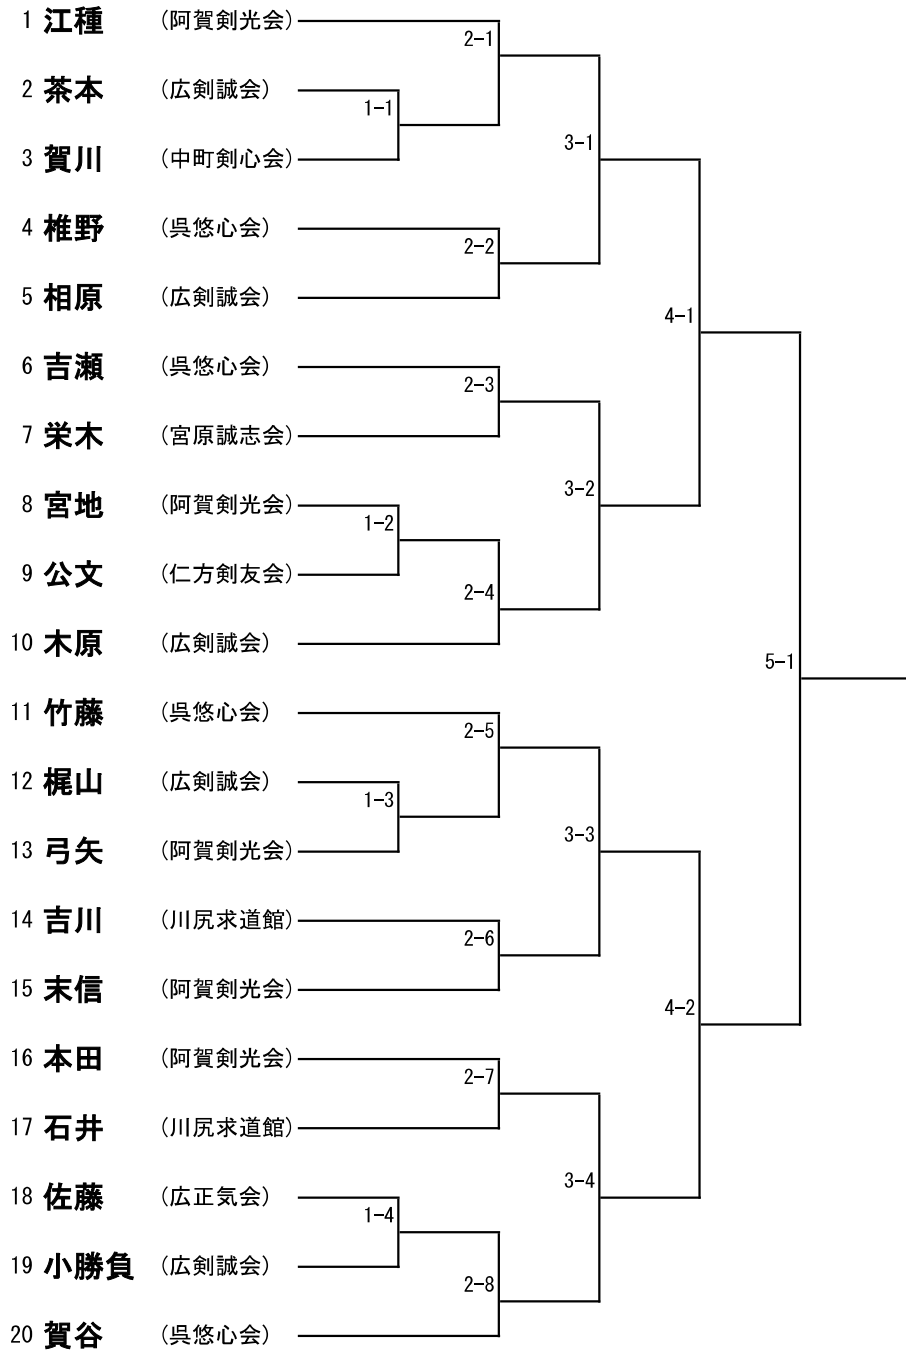 1 江種 (阿賀剣光会)
2-1
2 茶本 (広剣誠会)
1-1
3 賀川 (中町剣心会)
3-1
4 椎野 (呉悠心会)
2-2
5 相原 (広剣誠会)
4-1
6 吉瀬 (呉悠心会)
2-3
7 栄木 (宮原誠志会)
3-2
8 宮地 (阿賀剣光会)
1-2
9 公文 (仁方剣友会)
2-4
10 木原 (広剣誠会)
5-1
11 竹藤 (呉悠心会)
2-5
12 梶山 (広剣誠会)
1-3
3-3
13 弓矢 (阿賀剣光会)
14 吉川 (川尻求道館)
2-6
15 末信 (阿賀剣光会)
4-2
16 本田 (阿賀剣光会)
2-7
17 石井 (川尻求道館)
3-4
18 佐藤 (広正気会)
1-4
19 小勝負 (広剣誠会)
2-8
20 賀谷 (呉悠心会)